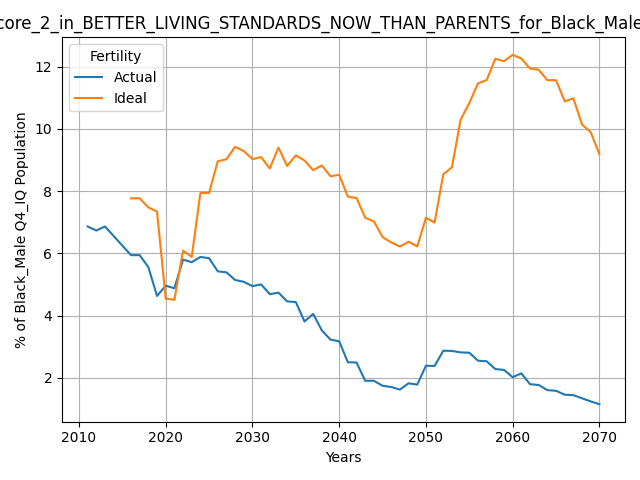 core_2_in_BETTER_LIVING_STANDARDS_NOW_THAN_PARENTS_for_Black_Male
Fertility
Actual
Ideal
% of Black_Male Q4_IQ Population
12
10
8
6
4
2
2010 2020 2030 2040 2050 2060 2070
Years